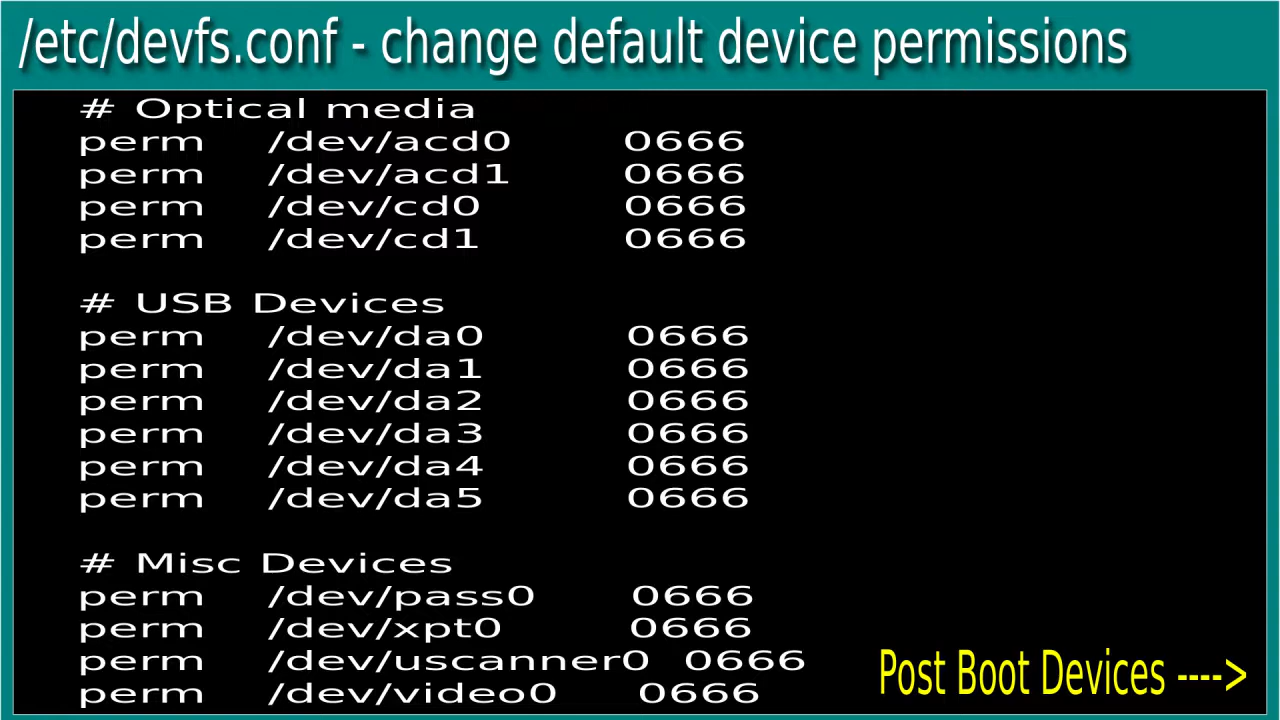 /etc/devfs.conf - change default device permissions
# Optical media
perm /dev/acd0 0666
perm /dev/acd1 0666
perm /dev/cd0 0666
perm /dev/cd1 0666
# USB Devices
perm /dev/da0 0666
perm /dev/da1 0666
perm /dev/da2 0666
perm /dev/da3 0666
perm /dev/da4 0666
perm /dev/da5 0666
# Misc Devices
perm /dev/pass0 0666
perm /dev/xpt0 0666
perm /dev/uscanner0 0666
perm /dev/video0 0666
Post Boot Devices ---->